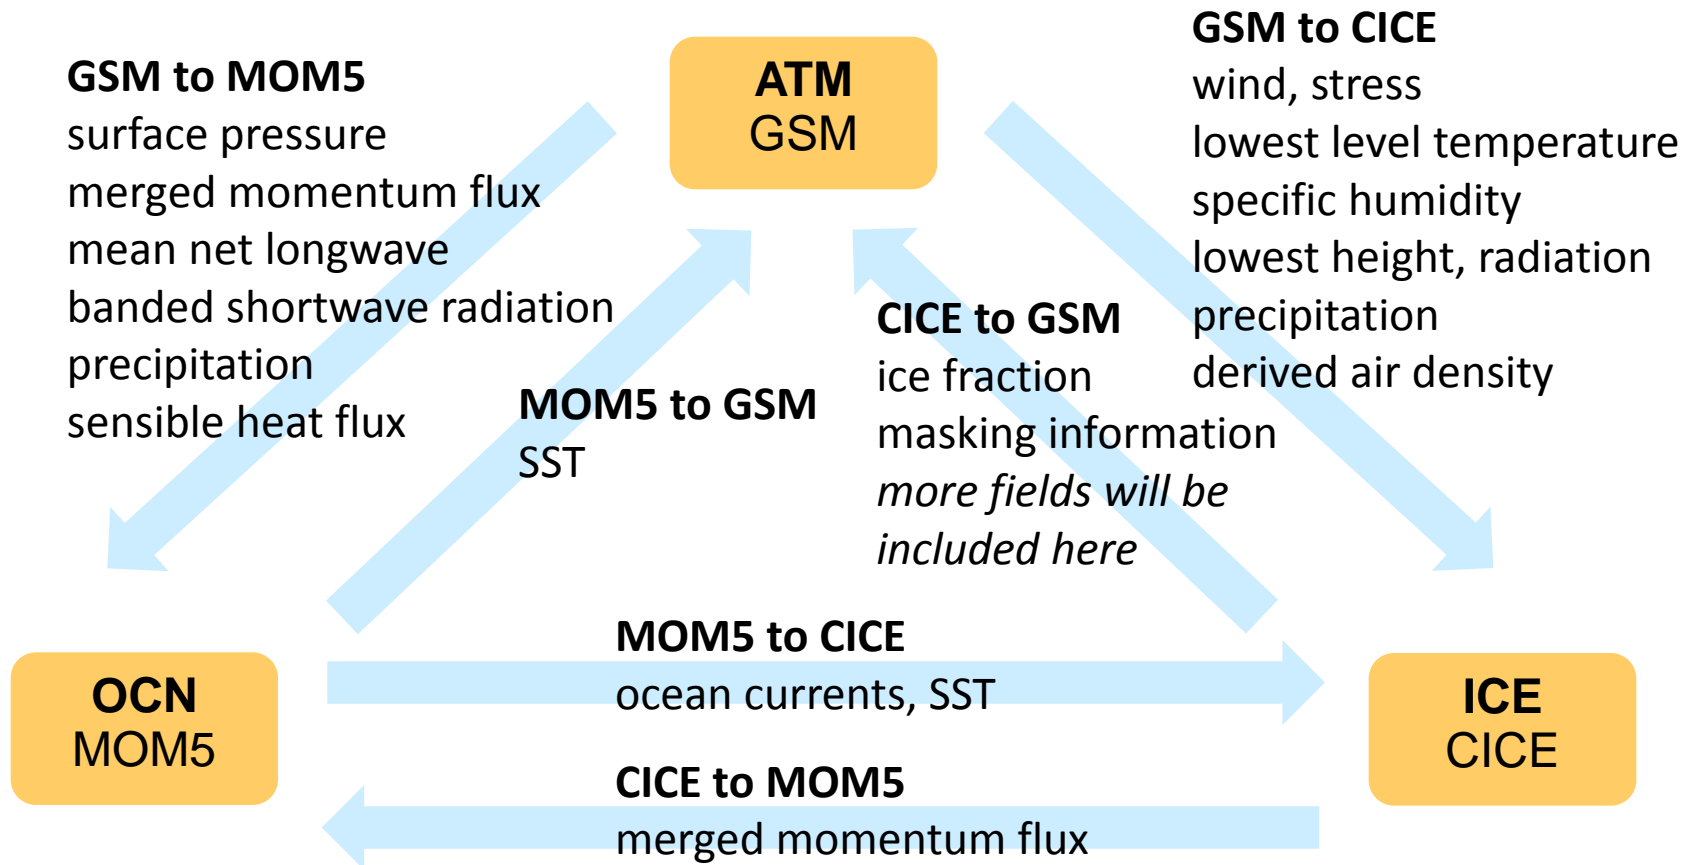 GSM to MOM5
surface pressure
merged momentum flux
mean net longwave
banded shortwave radiation
precipitation
sensible heat flux
ATM
GSM
GSM to CICE
wind, stress
lowest level temperature
specific humidity
lowest height, radiation
precipitation
derived air density
MOM5 to GSM
SST
CICE to GSM
ice fraction
masking information
more fields will be
included here
OCN
MOM5
MOM5 to CICE
ocean currents, SST
CICE to MOM5
merged momentum flux
ICE
CICE